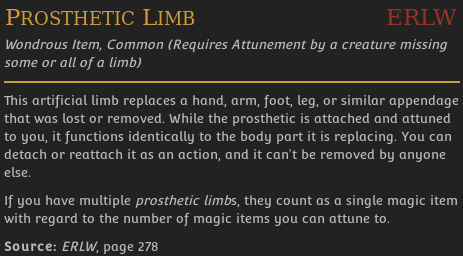 Prosthetic Limb ERLW
Wondrous Item, Common (Requires Attunement by a creature missing
some or all of a limb)
This artificial limb replaces a hand, arm, foot, leg, or similar appendage
that was lost or removed. While the prosthetic is attached and attuned
to you, it functions identically to the body part it is replacing. You can
detach or reattach it as an action, and it can't be removed by anyone
else.
If you have multiple prosthetic limbs, they count as a single magic item
with regard to the number of magic items you can attune to.
Source: ERLW, page 278